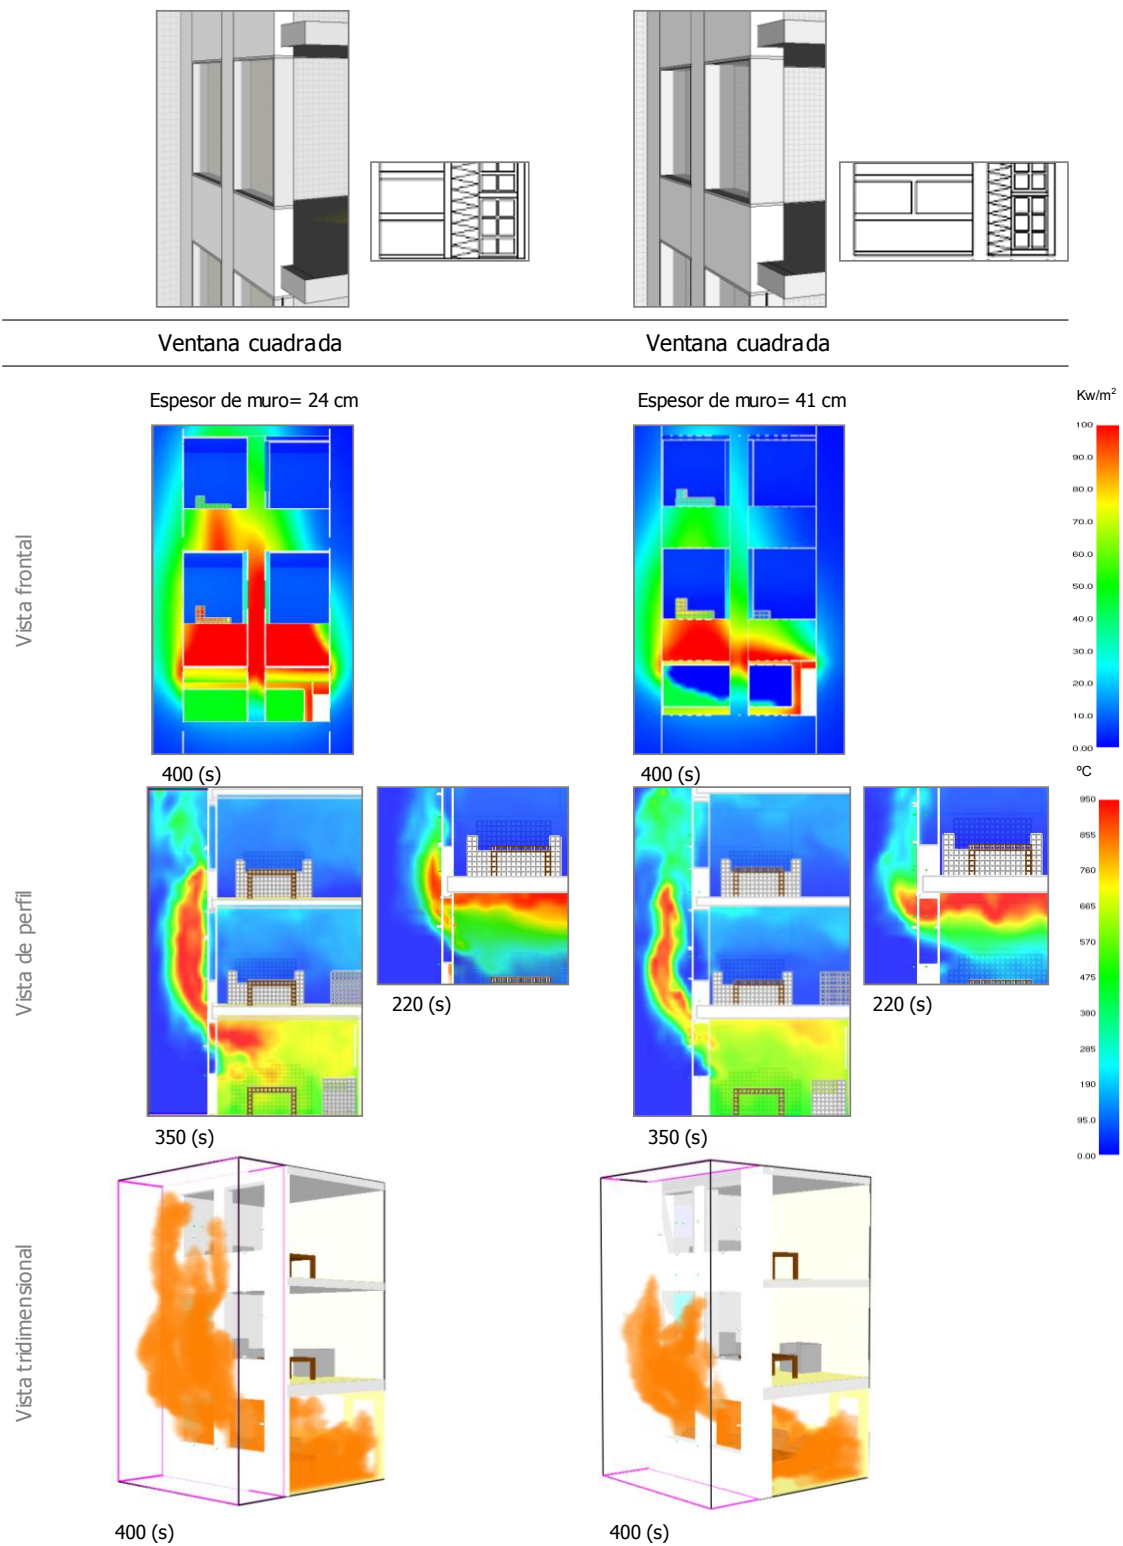 Ventana cuadrada
Ventana cuadrada
Espesor de muro= 24 cm
Espesor de muro= 41 cm
Kw/m²
100
90.0
80.0
70.0
60.0
50.0
40.0
30.0
20.0
10.0
0.00
Vista frontal
400 (s)
400 (s)
ºC
950
855
760
665
570
475
380
285
190
95.0
0.00
Vista de perfil
220 (s)
220 (s)
350 (s)
350 (s)
Vista tridimensional
400 (s)
400 (s)